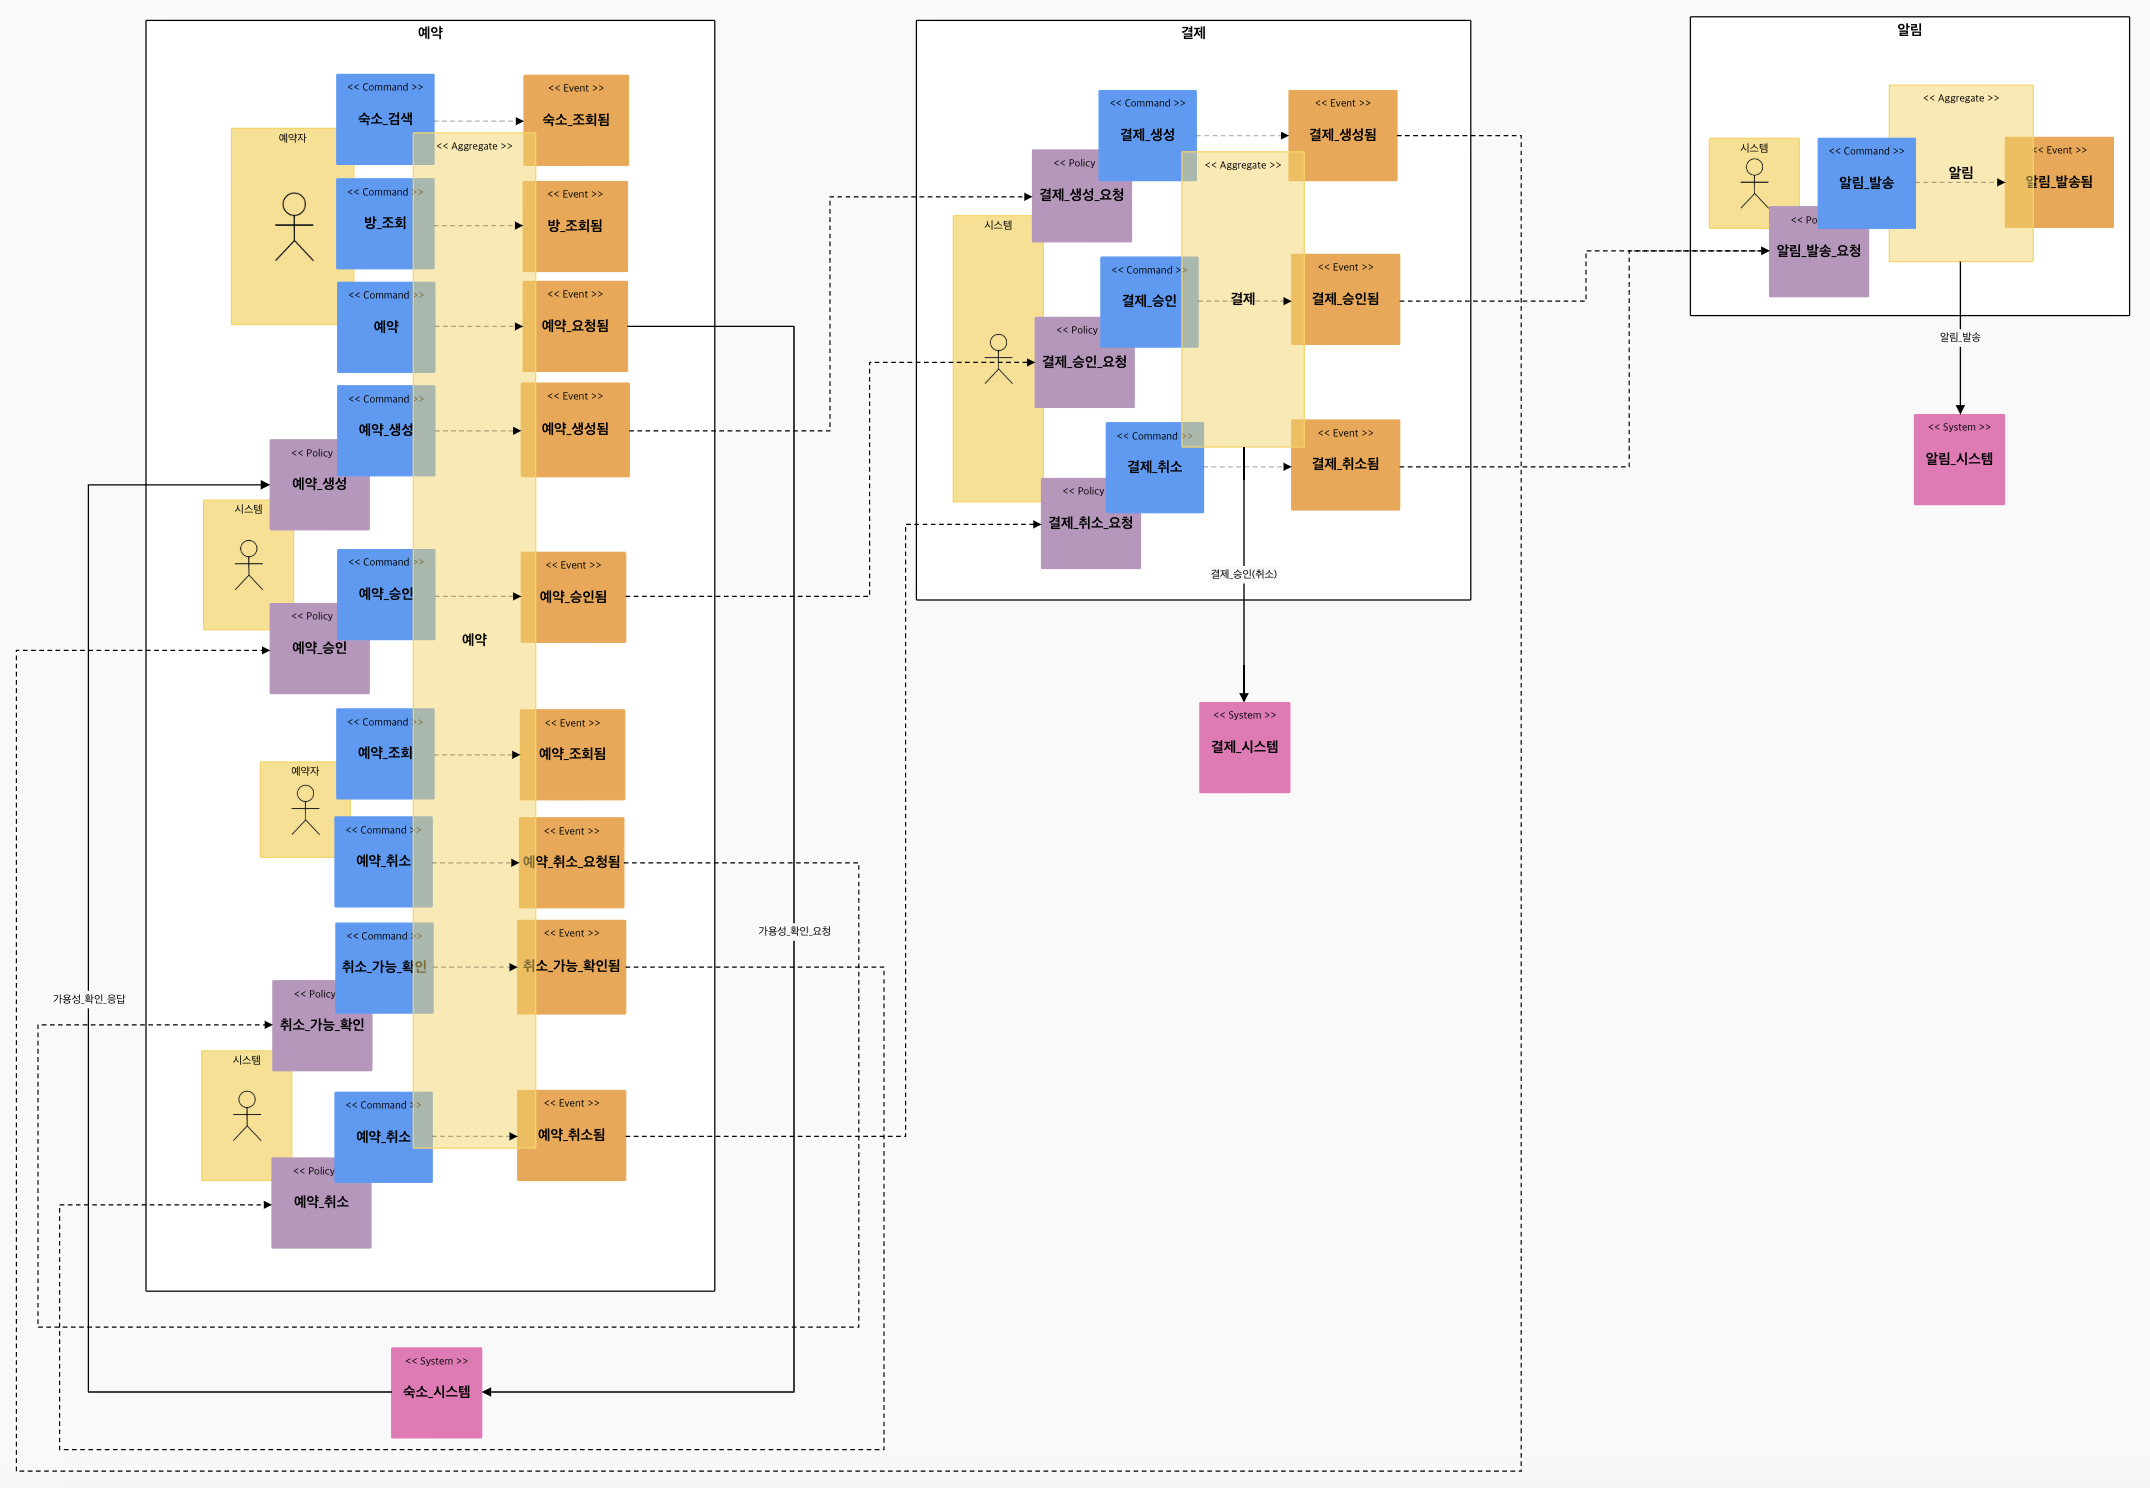 예약
<< Command >>
숙소_검색
<< Event >>
숙소_조회됨
예약자
<< Aggregate >>
<< Command >>
방_조회
<< Event >>
방_조회됨
<< Command >>
예약
<< Event >>
예약_요청됨
<< Command >>
예약_생성
<< Event >>
예약_생성됨
<< Policy
예약_생성
시스템
<< Command >>
예약_승인
<< Event >>
예약_승인됨
<< Policy
예약_승인
예약
<< Command >>
예약_조회
<< Event >>
예약_조회됨
예약자
<< Command >>
예약_취소
<< Event >>
예약_취소_요청됨
<< Command >>
취소_가능_확인
<< Event >>
취소_가능_확인됨
<< Policy
취소_가능_확인
시스템
<< Command >>
예약_취소
<< Event >>
예약_취소됨
<< Policy
예약_취소
가용성_확인_요청
가용성_확인_응답
<< System >>
숙소_시스템
결제
<< Command >>
결제_생성
<< Event >>
결제_생성됨
<< Policy
결제_생성_요청
<< Aggregate >>
시스템
<< Command >>
결제_승인
결제
<< Event >>
결제_승인됨
<< Policy
결제_승인_요청
<< Command >>
결제_취소
<< Event >>
결제_취소됨
<< Policy
결제_취소_요청
결제_승인(취소)
<< System >>
결제_시스템
알림
<< Aggregate >>
시스템
<< Command >>
알림_발송
알림
<< Event >>
알림_발송됨
<< Po
알림_발송_요청
알림_발송
<< System >>
알림_시스템